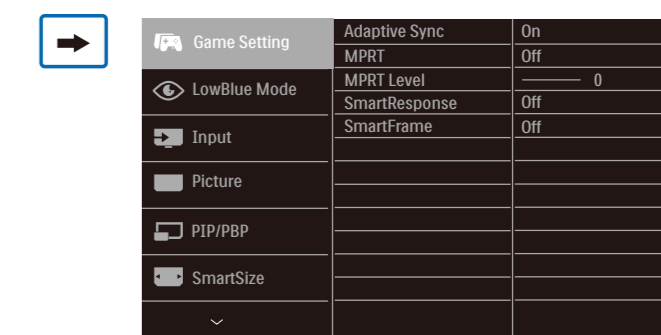 Game Setting
LowBlue Mode
Input
Picture
PIP/PBP
SmartSize
Adaptive Sync On
MPRT Off
MPRT Level 0
SmartResponse Off
SmartFrame Off